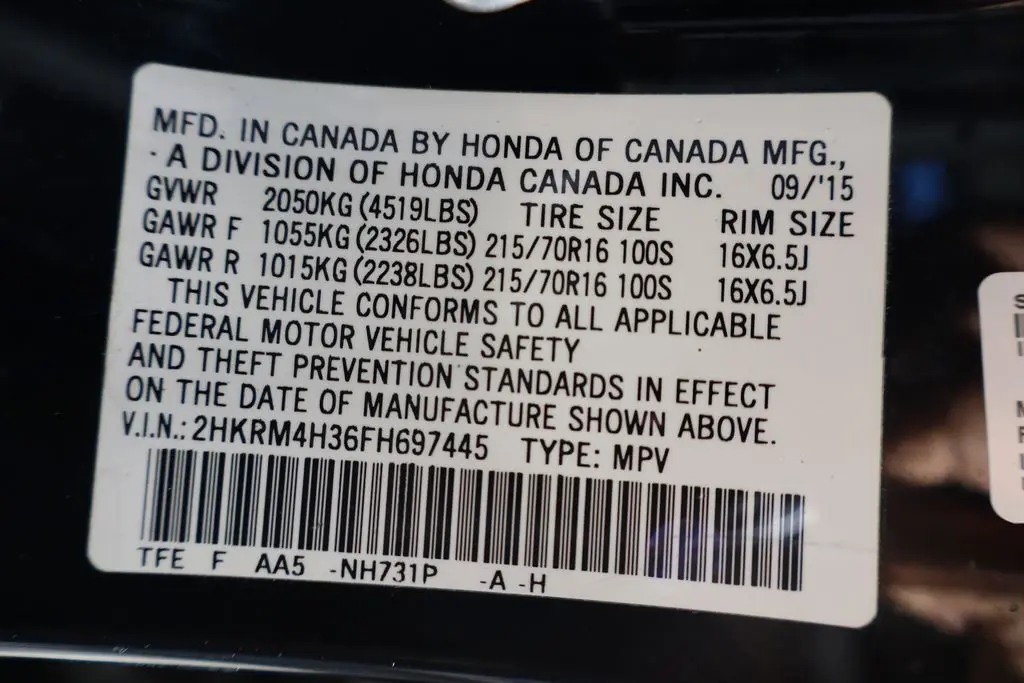 MFD. IN CANADA BY HONDA OF CANADA MFG.,
A DIVISION OF HONDA CANADA INC. 09/'15
GVWR 2050KG (4519LBS) TIRE SIZE RIM SIZE
GAWR F 1055KG (2326LBS) 215/70R16 100S 16X6.5J
GAWR R 1015KG (2238LBS) 215/70R16 100S 16X6.5J
THIS VEHICLE CONFORMS TO ALL APPLICABLE
FEDERAL MOTOR VEHICLE SAFETY
AND THEFT PREVENTION STANDARDS IN EFFECT
ON THE DATE OF MANUFACTURE SHOWN ABOVE.
V.I.N.: 2HKRM4H36FH697445 TYPE: MPV
TFE F AA5 -NH731P -A -H